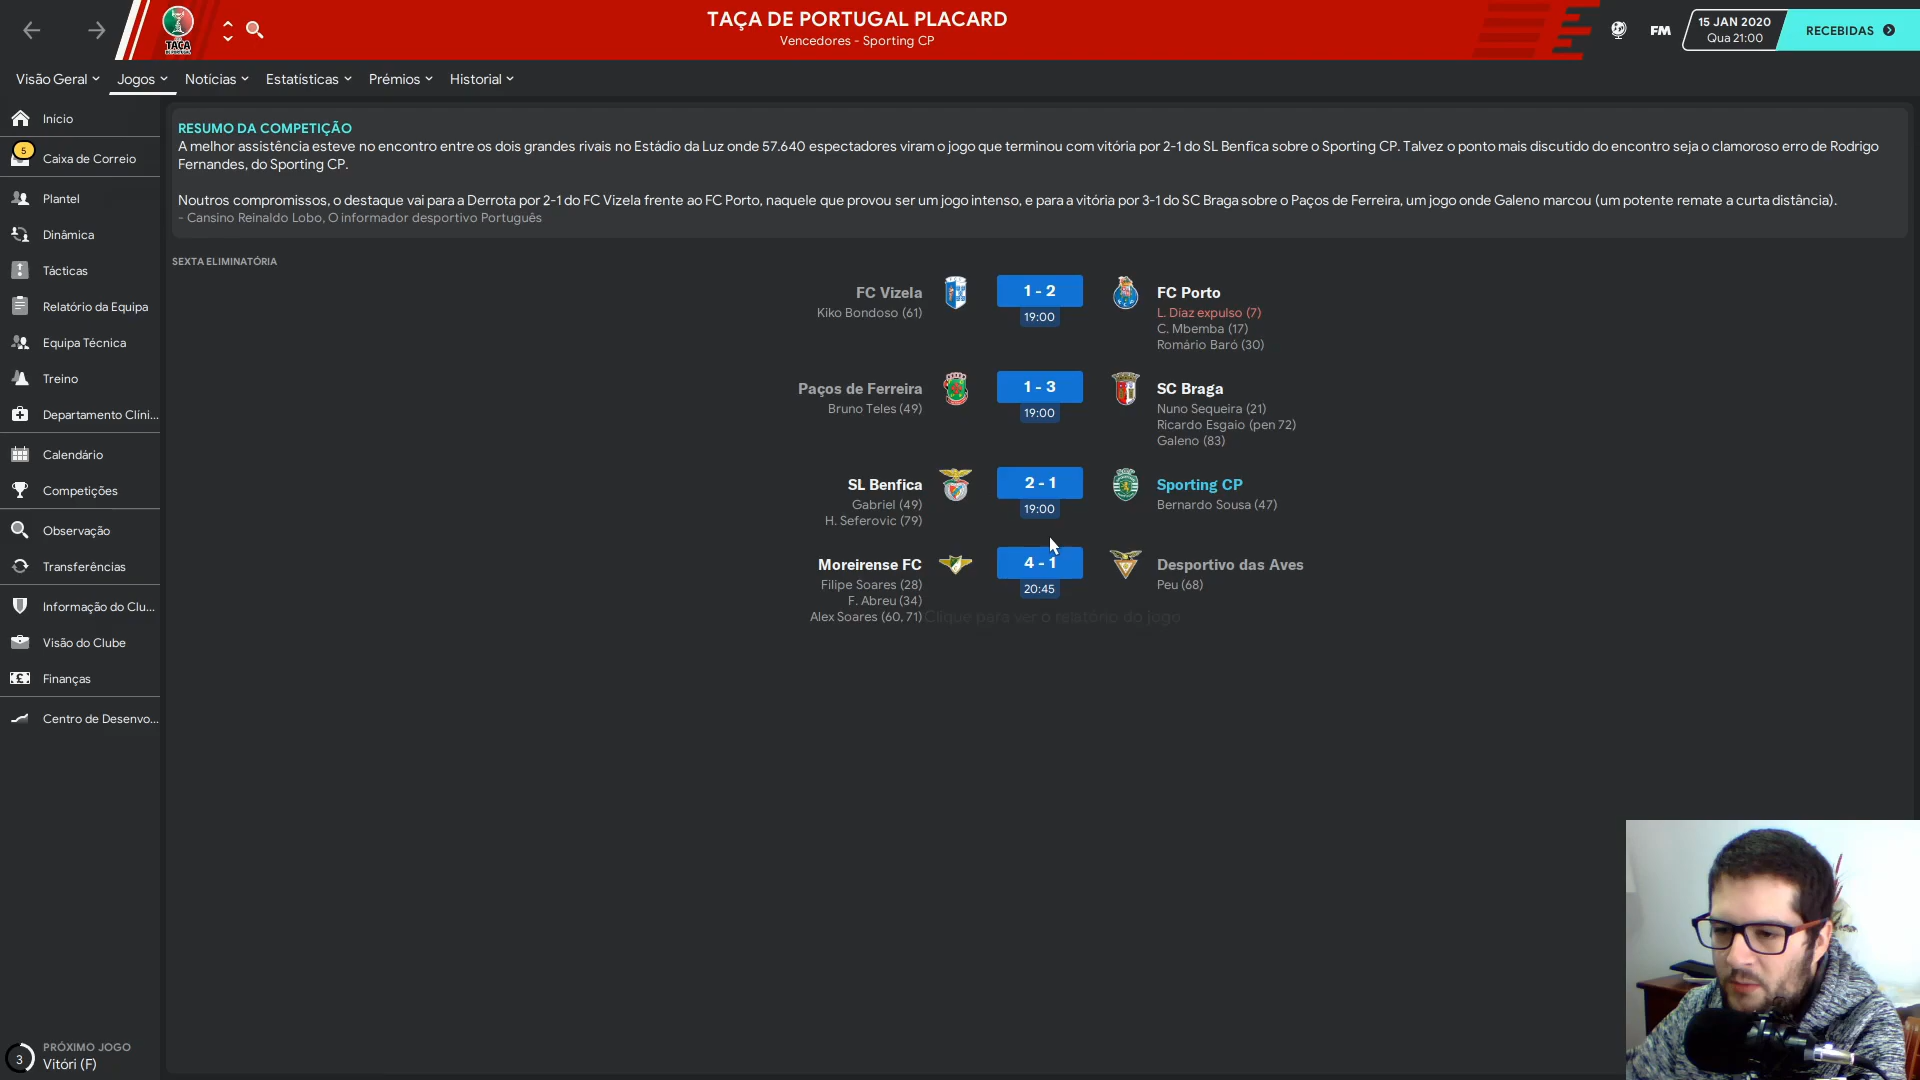 TAÇA DE PORTUGAL PLACARD
Vencedores - Sporting CP
TAÇA
FM
15 JAN 2020
Qua 21:00
RECEBIDAS
Visão Geral
Jogos
Notícias
Estatísticas
Prémios
Historial
Início
5
Caixa de Correio
Plantel
Dinâmica
Tácticas
Relatório da Equipa
Equipa Técnica
Treino
Departamento Clíni...
Calendário
Competições
Observação
Transferências
Informação do Clu...
Visão do Clube
Finanças
Centro de Desenvo...
3
PRÓXIMO JOGO
Vitóri (F)
RESUMO DA COMPETIÇÃO
A melhor assistência esteve no encontro entre os dois grandes rivais no Estádio da Luz onde 57.640 espectadores viram o jogo que terminou com vitória por 2-1 do SL Benfica sobre o Sporting CP. Talvez o ponto mais discutido do encontro seja o clamoroso erro de Rodrigo
Fernandes, do Sporting CP.
Noutros compromissos, o destaque vai para a Derrota por 2-1 do FC Vizela frente ao FC Porto, naquele que provou ser um jogo intenso, e para a vitória por 3-1 do SC Braga sobre o Paços de Ferreira, um jogo onde Galeno marcou (um potente remate a curta distância).
- Cansino Reinaldo Lobo, O informador desportivo Português
SEXTA ELIMINATÓRIA
FC Vizela 1 - 2 FC Porto
Kiko Bondoso (61) 19:00 L. Díaz expulso (7)
C. Mbemba (17)
Romário Baró (30)
Paços de Ferreira 1 - 3 SC Braga
Bruno Teles (49) 19:00 Nuno Sequeira (21)
Ricardo Esgaio (pen 72)
Galeno (83)
SL Benfica 2 - 1 Sporting CP
Gabriel (49) 19:00 Bernardo Sousa (47)
H. Seferovic (79)
Moreirense FC 4 - 1 Desportivo das Aves
Filipe Soares (28) 20:45 Peu (68)
F. Abreu (34)
Alex Soares (60, 71) Clique para ver o relatório do jogo